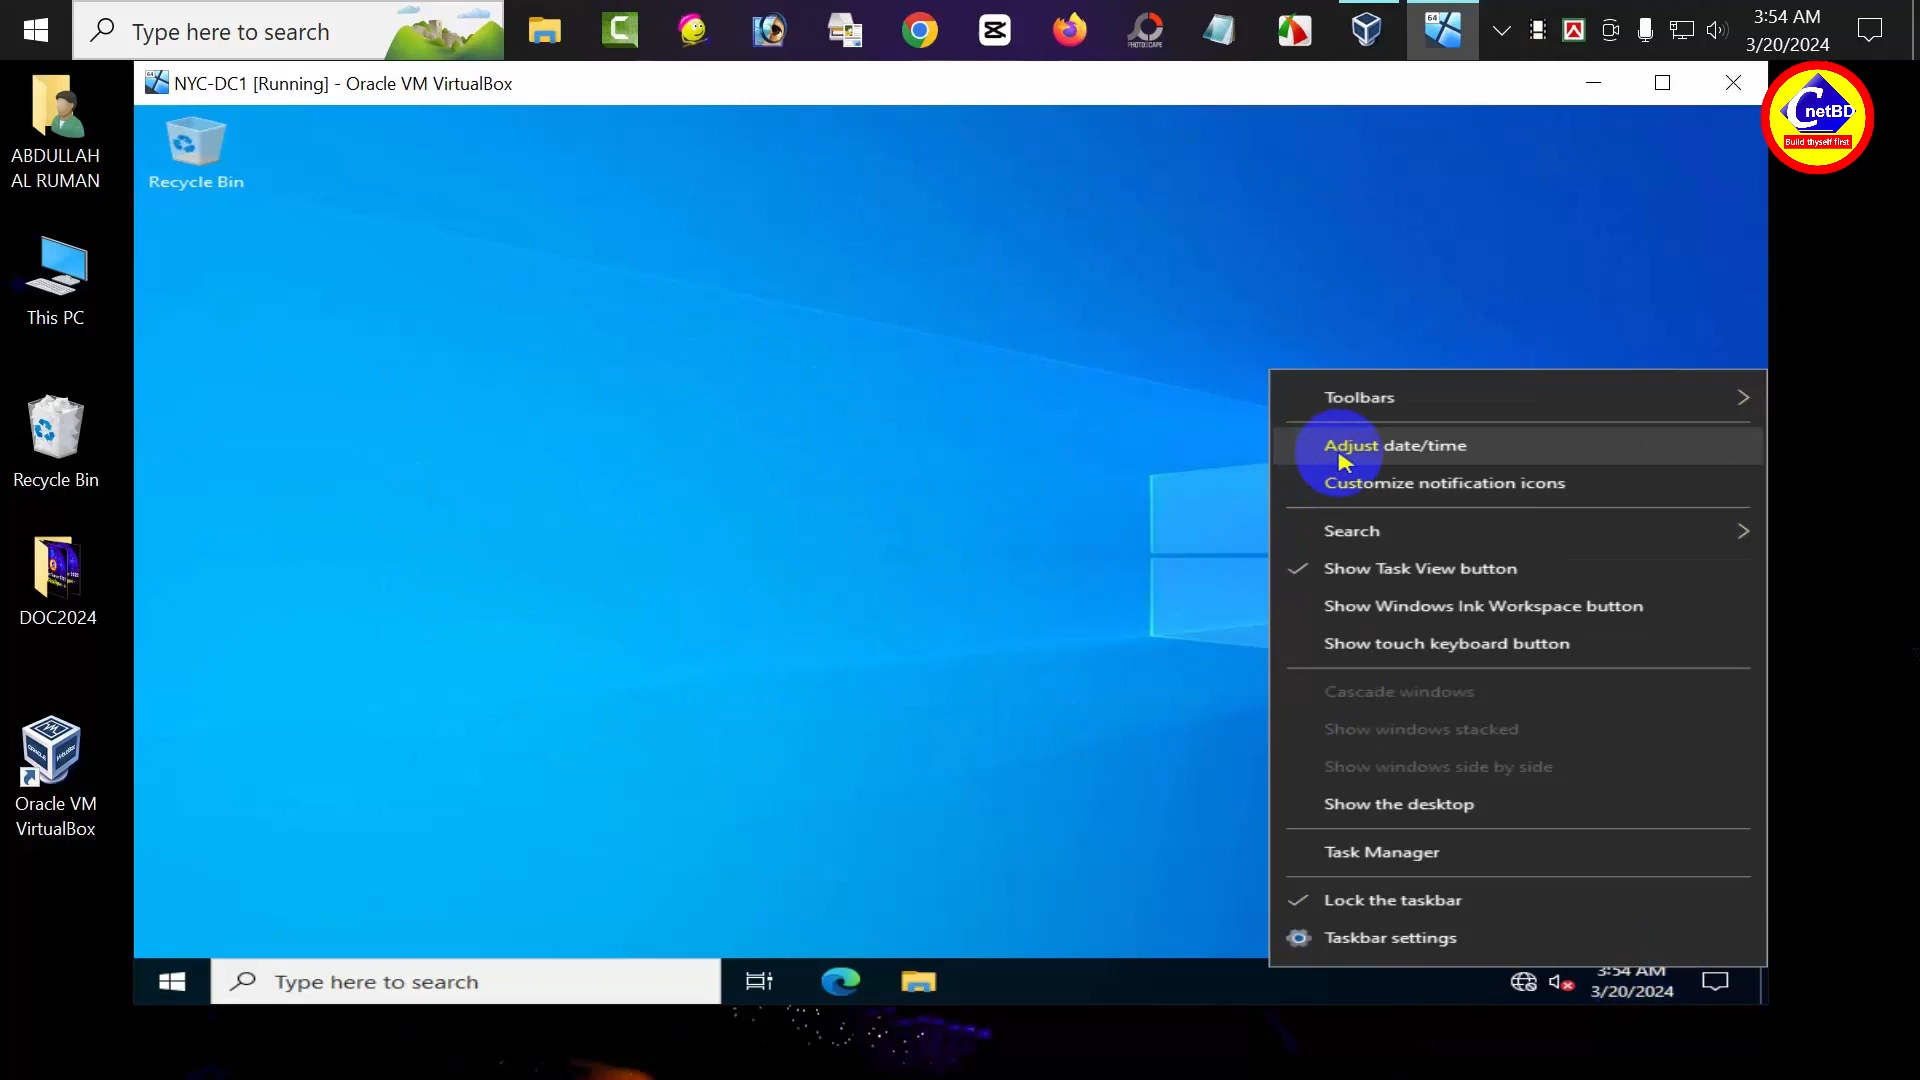 Type here to search
PHOTOSCAPE
64
3:54 AM
3/20/2024
NYC-DC1 [Running] - Oracle VM VirtualBox
CnetBD
Build thyself first
ABDULLAH
AL RUMAN
This PC
Recycle Bin
DOC2024
Oracle VM
VirtualBox
Recycle Bin
Toolbars
Adjust date/time
Customize notification icons
Search
Show Task View button
Show Windows Ink Workspace button
Show touch keyboard button
Cascade windows
Show windows stacked
Show windows side by side
Show the desktop
Task Manager
Lock the taskbar
Taskbar settings
Type here to search
3:54 AM
3/20/2024